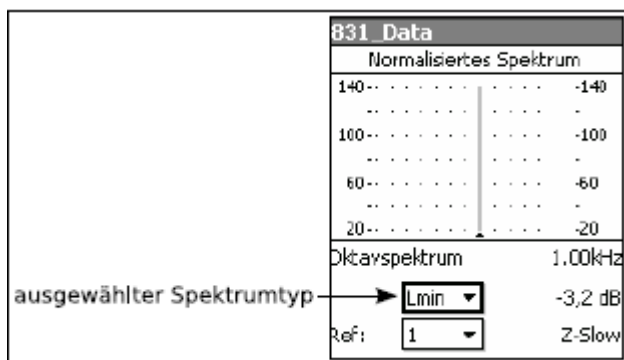 831_Data
Normalisiertes Spektrum
140 -140
100 -100
60 -60
20 -20
Oktavspektrum 1.00kHz
ausgewählter Spektrumtyp Lmin -3,2 dB
Ref: 1 Z-Slow